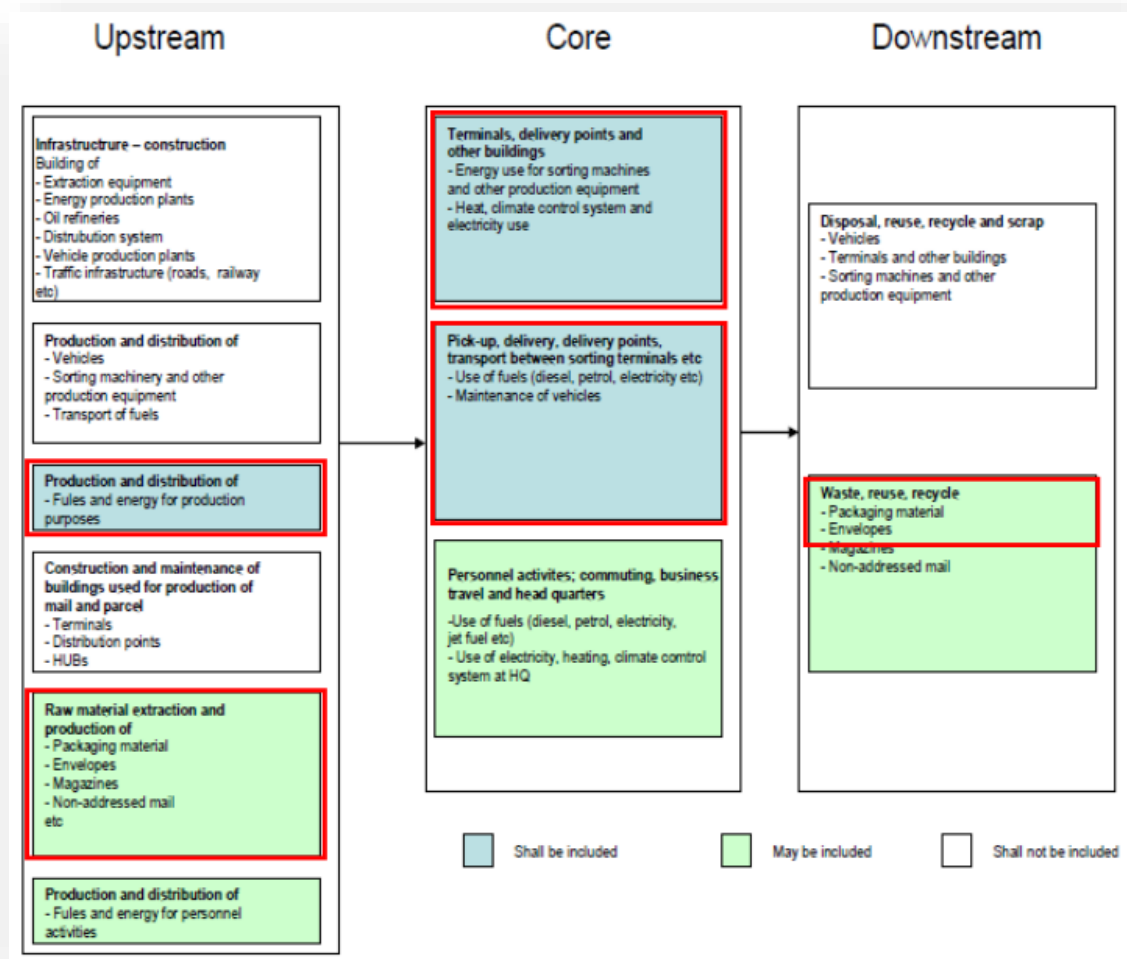 Upstream
Core
Downstream
Infrastructrure – construction
Building of
- Extraction equipment
- Energy production plants
- Oil refineries
- Distrubution system
- Vehicle production plants
- Traffic infrastructure (roads, railway
etc)
Production and distribution of
- Vehicles
- Sorting machinery and other
production equipment
- Transport of fuels
Production and distribution of
- Fules and energy for production
purposes
Construction and maintenance of
buildings used for production of
mail and parcel
- Terminals
- Distribution points
- HUBs
Raw material extraction and
production of
- Packaging material
- Envelopes
- Magazines
- Non-addressed mail
etc
Production and distribution of
- Fules and energy for personnel
activities
Terminals, delivery points and
other buildings
- Energy use for sorting machines
and other production equipment
- Heat, climate control system and
electricity use
Pick-up, delivery, delivery points,
transport between sorting terminals etc
- Use of fuels (diesel, petrol, electricity etc)
- Maintenance of vehicles
Personnel activites; commuting, business
travel and head quarters
-Use of fuels (diesel, petrol, electricity,
jet fuel etc)
- Use of electricity, heating, climate comtrol
system at HQ
Disposal, reuse, recycle and scrap
- Vehicles
- Terminals and other buildings
- Sorting machines and other
production equipment
Waste, reuse, recycle
- Packaging material
- Envelopes
- Magazines
- Non-addressed mail
Shall be included
May be included
Shall not be included